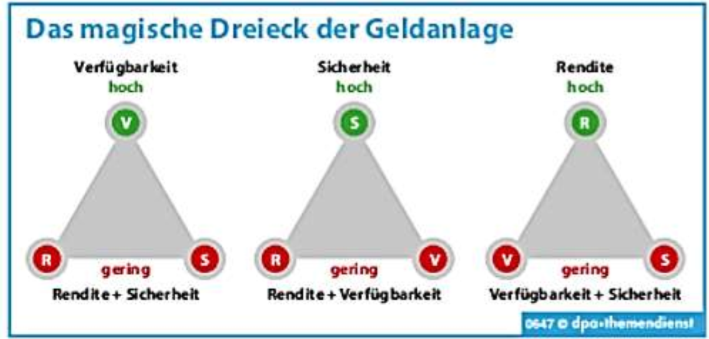 Das magische Dreieck der Geldanlage
Verfügbarkeit
hoch
V
R
S
gering
Rendite + Sicherheit
Sicherheit
hoch
S
R
V
gering
Rendite + Verfügbarkeit
Rendite
hoch
R
V
S
gering
Verfügbarkeit + Sicherheit
0647 © dpa•themendienst